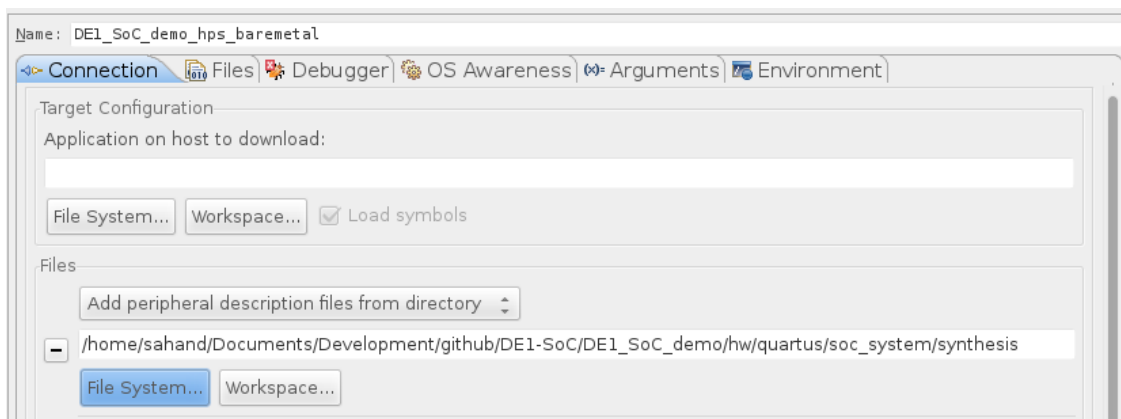 Name: DE1_SoC_demo_hps_baremetal
Connection Files Debugger OS Awareness (x)= Arguments Environment
Target Configuration
Application on host to download:
File System... Workspace... Load symbols
Files
Add peripheral description files from directory
/home/sahand/Documents/Development/github/DE1-SoC/DE1_SoC_demo/hw/quartus/soc_system/synthesis
File System... Workspace...